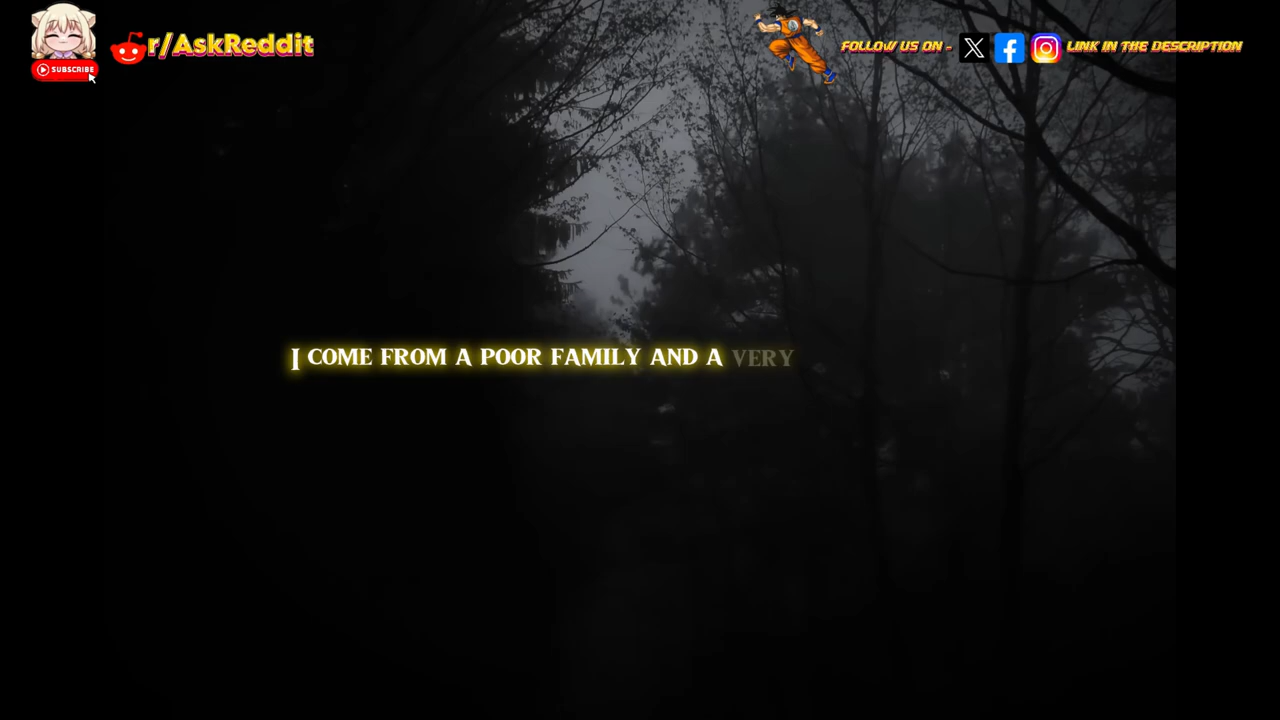 SUBSCRIBE
r/AskReddit
FOLLOW US ON -
LINK IN THE DESCRIPTION
I COME FROM A POOR FAMILY AND A VERY